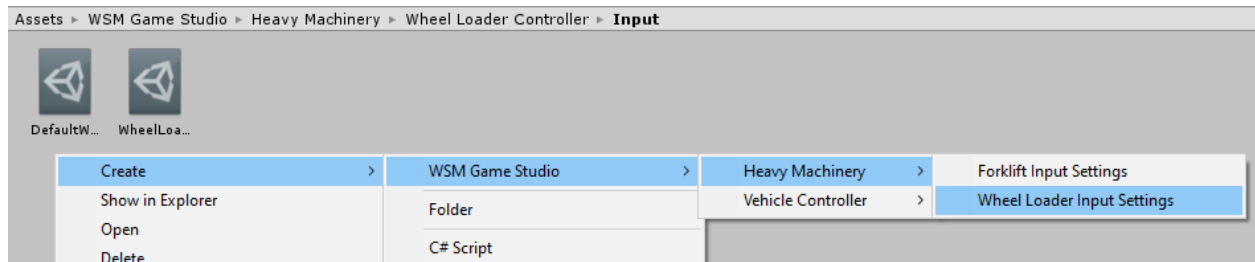 Assets ▸ WSM Game Studio ▸ Heavy Machinery ▸ Wheel Loader Controller ▸ Input
DefaultW... WheelLoa...
Create > WSM Game Studio > Heavy Machinery > Forklift Input Settings
Show in Explorer Folder Vehicle Controller > Wheel Loader Input Settings
Open
C# Script
Delete